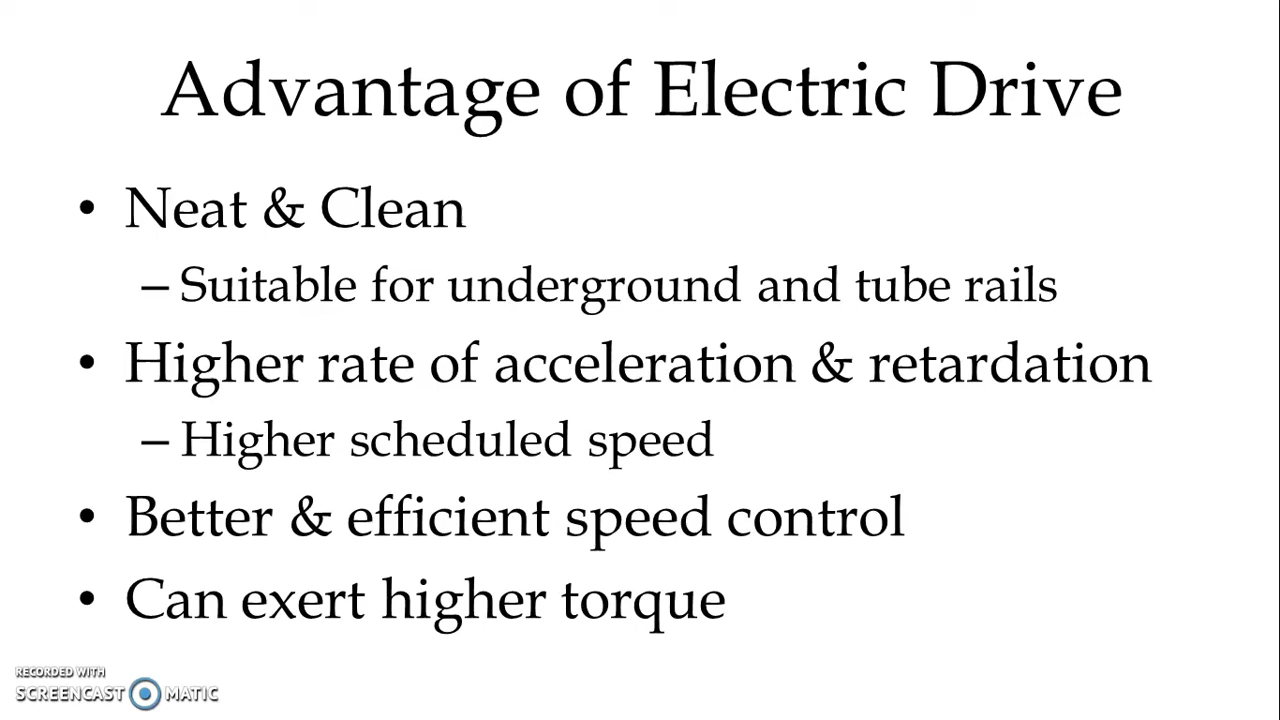 Advantage of Electric Drive
• Neat & Clean
– Suitable for underground and tube rails
• Higher rate of acceleration & retardation
– Higher scheduled speed
• Better & efficient speed control
• Can exert higher torque
RECORDED WITH
SCREENCAST MATIC